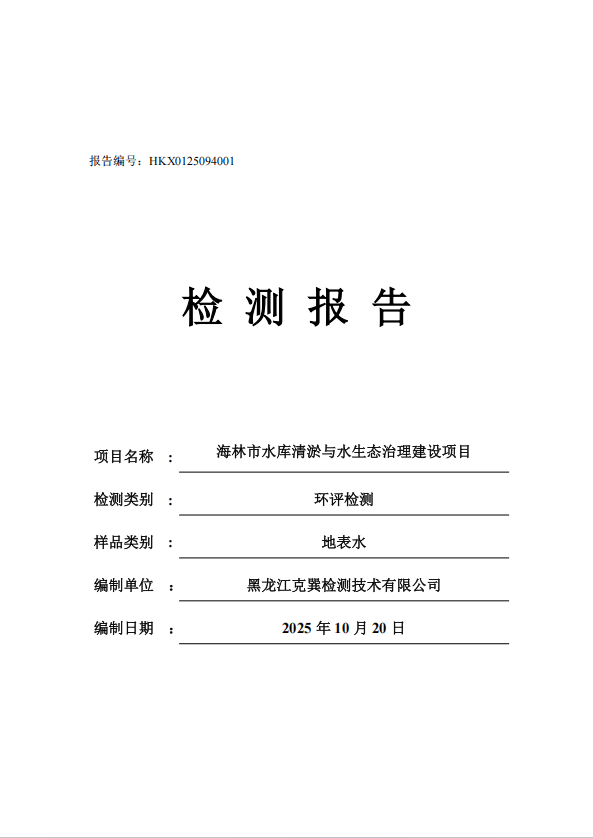 报告编号：HKX0125094001
检 测 报 告
项目名称 : 海林市水库清淤与水生态治理建设项目
检测类别 : 环评检测
样品类别 : 地表水
编制单位 ： 黑龙江克巽检测技术有限公司
编制日期 ： 2025 年 10 月 20 日